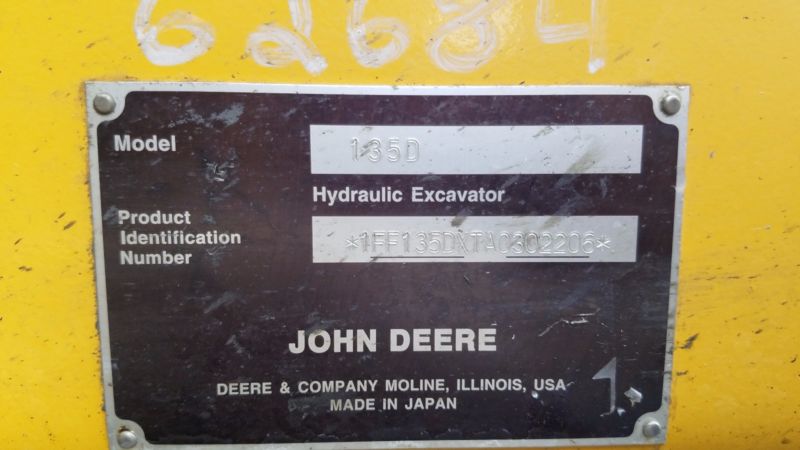 62684
Model
135D
Hydraulic Excavator
Product
Identification
Number
*1FF135DXTA0302206*
JOHN DEERE
DEERE & COMPANY MOLINE, ILLINOIS, USA
MADE IN JAPAN
1